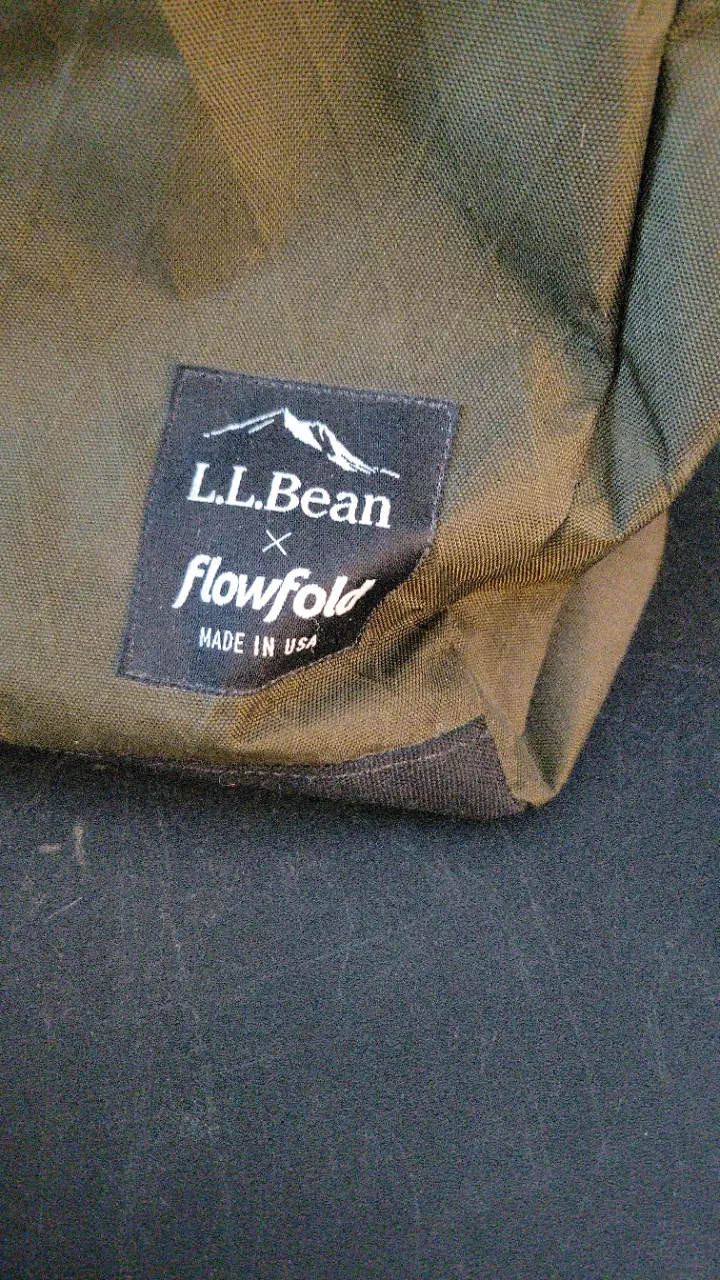 L.L.Bean
×
flowfold
MADE IN USA